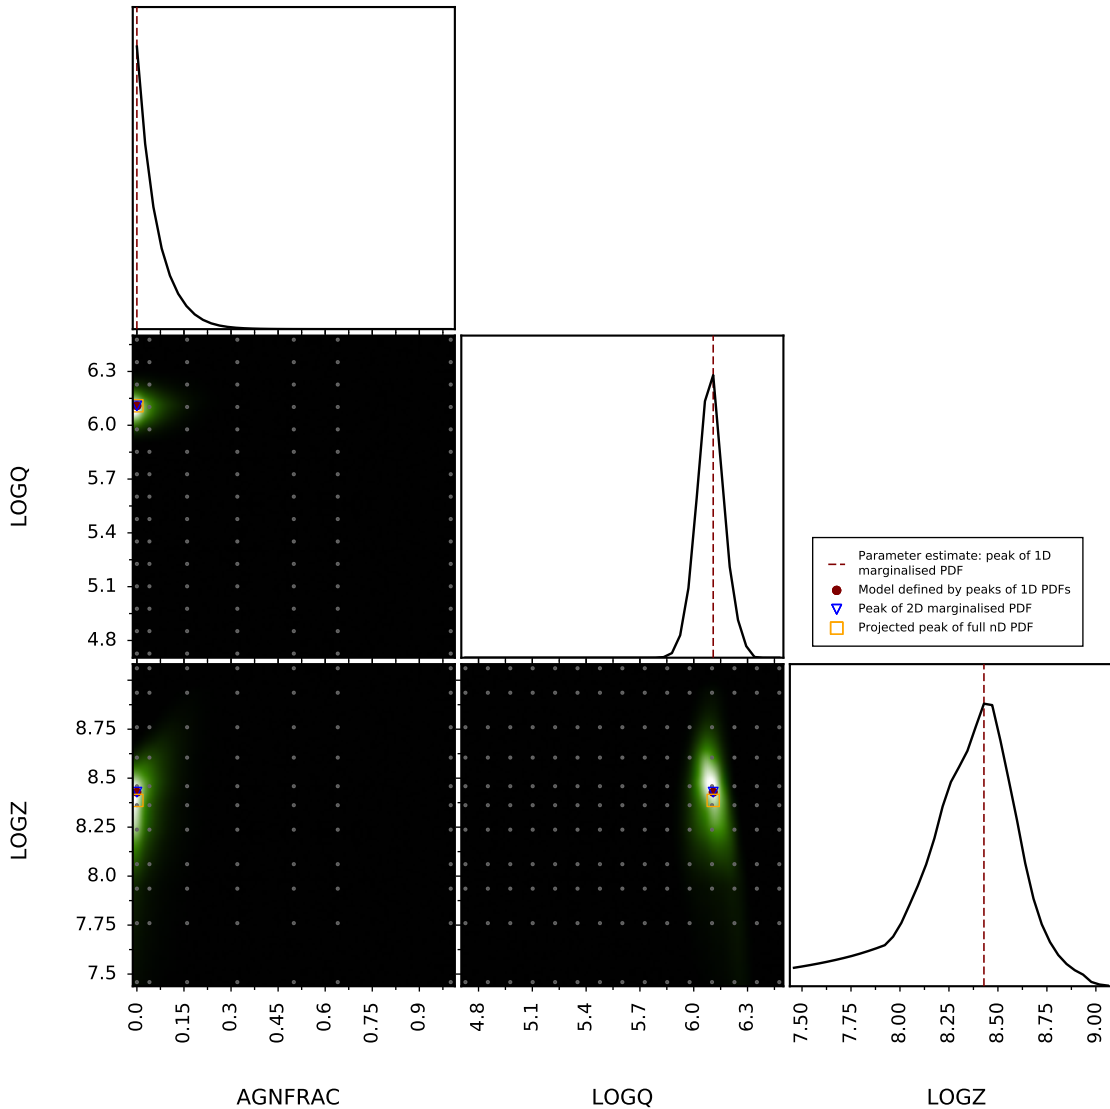 6.3
6.0
5.7
5.4
5.1
4.8
LOGQ
Parameter estimate: peak of 1D
marginalised PDF
Model defined by peaks of 1D PDFs
Peak of 2D marginalised PDF
Projected peak of full nD PDF
8.75
8.5
8.25
8.0
7.75
7.5
LOGZ
0.0 0.15 0.3 0.45 0.6 0.75 0.9
4.8 5.1 5.4 5.7 6.0 6.3
7.50 7.75 8.00 8.25 8.50 8.75 9.00
AGNFRAC
LOGQ
LOGZ